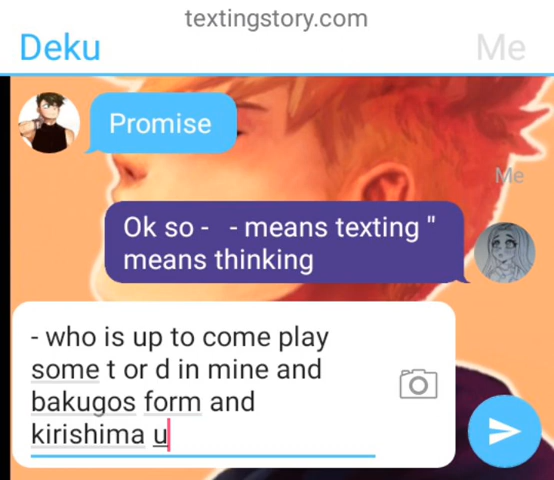 textingstory.com
Deku Me
Promise
Me
Ok so - - means texting "
means thinking
- who is up to come play
some t or d in mine and
bakugos form and
kirishima u